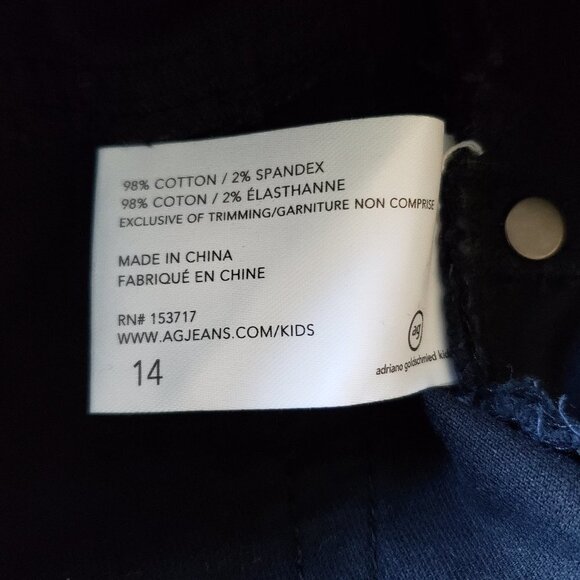 98% COTTON / 2% SPANDEX
98% COTON / 2% ÉLASTHANNE
EXCLUSIVE OF TRIMMING/GARNITURE NON COMPRISE
MADE IN CHINA
FABRIQUÉ EN CHINE
RN# 153717
WWW.AGJEANS.COM/KIDS
14
ag
adriano goldschmied kids